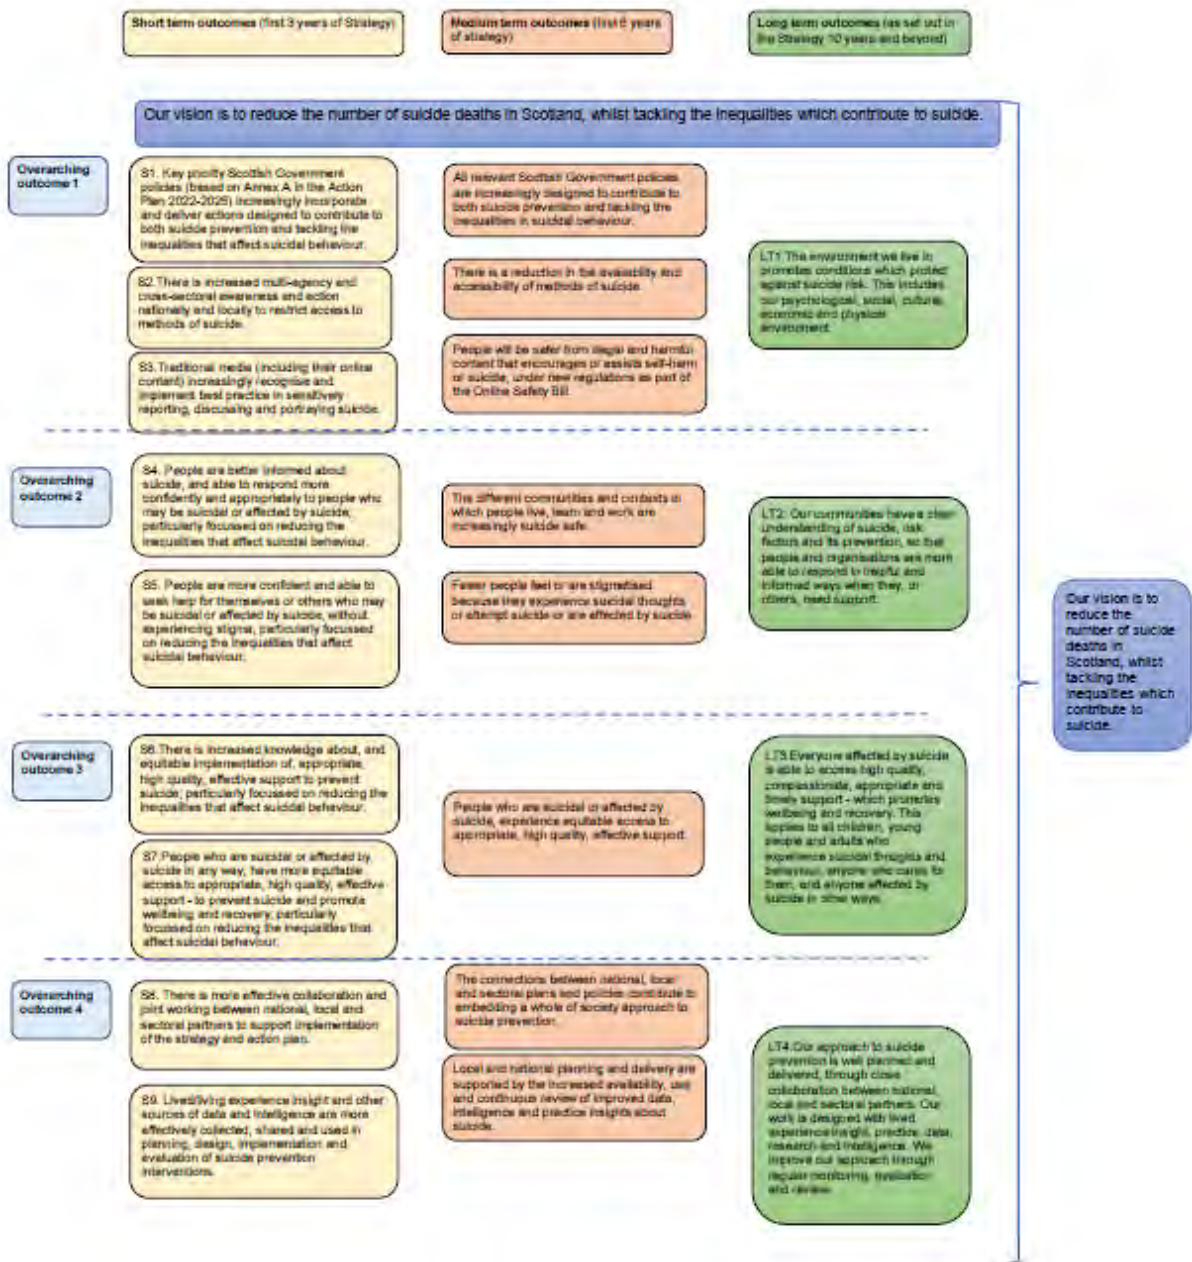 Short term outcomes (first 3 years of Strategy)
Medium term outcomes (first 6 years
of strategy)
Long term outcomes (as set out in
the Strategy 10 years and beyond)
Our vision is to reduce the number of suicide deaths in Scotland, whilst tackling the inequalities which contribute to suicide.
Overarching
outcome 1
S1. Key priority Scottish Government
policies (based on Annex A in the Action
Plan 2022-2025) increasingly incorporate
and deliver actions designed to contribute to
both suicide prevention and tackling the
inequalities that affect suicidal behaviour.
S2.There is increased multi-agency and
cross-sectoral awareness and action
nationally and locally to restrict access to
methods of suicide.
S3.Traditional media (including their online
content) increasingly recognise and
implement best practice in sensitively
reporting, discussing and portraying suicide.
All relevant Scottish Government policies
are increasingly designed to contribute to
both suicide prevention and tackling the
inequalities in suicidal behaviour.
There is a reduction in the availability and
accessibility of methods of suicide.
People will be safer from illegal and harmful
content that encourages or assists self-harm
or suicide, under new regulations as part of
the Online Safety Bill.
LT1.The environment we live in
promotes conditions which protect
against suicide risk. This includes
our psychological, social, cultural,
economic and physical
environment.
Overarching
outcome 2
S4. People are better informed about
suicide, and able to respond more
confidently and appropriately to people who
may be suicidal or affected by suicide,
particularly focussed on reducing the
inequalities that affect suicidal behaviour.
S5. People are more confident and able to
seek help for themselves or others who may
be suicidal or affected by suicide, without
experiencing stigma, particularly focussed
on reducing the inequalities that affect
suicidal behaviour.
The different communities and contexts in
which people live, learn and work are
increasingly suicide safe.
Fewer people feel or are stigmatised
because they experience suicidal thoughts
or attempt suicide or are affected by suicide
LT2: Our communities have a clear
understanding of suicide, risk
factors and its prevention, so that
people and organisations are more
able to respond in helpful and
informed ways when they, or
others, need support.
Our vision is to
reduce the
number of suicide
deaths in
Scotland, whilst
tackling the
inequalities which
contribute to
suicide.
Overarching
outcome 3
S6.There is increased knowledge about, and
equitable implementation of, appropriate,
high quality, effective support to prevent
suicide; particularly focussed on reducing the
inequalities that affect suicidal behaviour.
S7.People who are suicidal or affected by
suicide in any way, have more equitable
access to appropriate, high quality, effective
support - to prevent suicide and promote
wellbeing and recovery; particularly
focussed on reducing the inequalities that
affect suicidal behaviour.
People who are suicidal or affected by
suicide, experience equitable access to
appropriate, high quality, effective support.
LT3.Everyone affected by suicide
is able to access high quality,
compassionate, appropriate and
timely support - which promotes
wellbeing and recovery. This
applies to all children, young
people and adults who
experience suicidal thoughts and
behaviour, anyone who cares for
them, and anyone affected by
suicide in other ways.
Overarching
outcome 4
S8. There is more effective collaboration and
joint working between national, local and
sectoral partners to support implementation
of the strategy and action plan.
S9. Lived/living experience insight and other
sources of data and intelligence are more
effectively collected, shared and used in
planning, design, implementation and
evaluation of suicide prevention
interventions.
The connections between national, local
and sectoral plans and policies contribute to
embedding a whole of society approach to
suicide prevention.
Local and national planning and delivery are
supported by the increased availability, use
and continuous review of improved data,
intelligence and practice insights about
suicide.
LT4.Our approach to suicide
prevention is well planned and
delivered, through close
collaboration between national,
local and sectoral partners. Our
work is designed with lived
experience insight, practice, data,
research and intelligence. We
improve our approach through
regular monitoring, evaluation
and review.